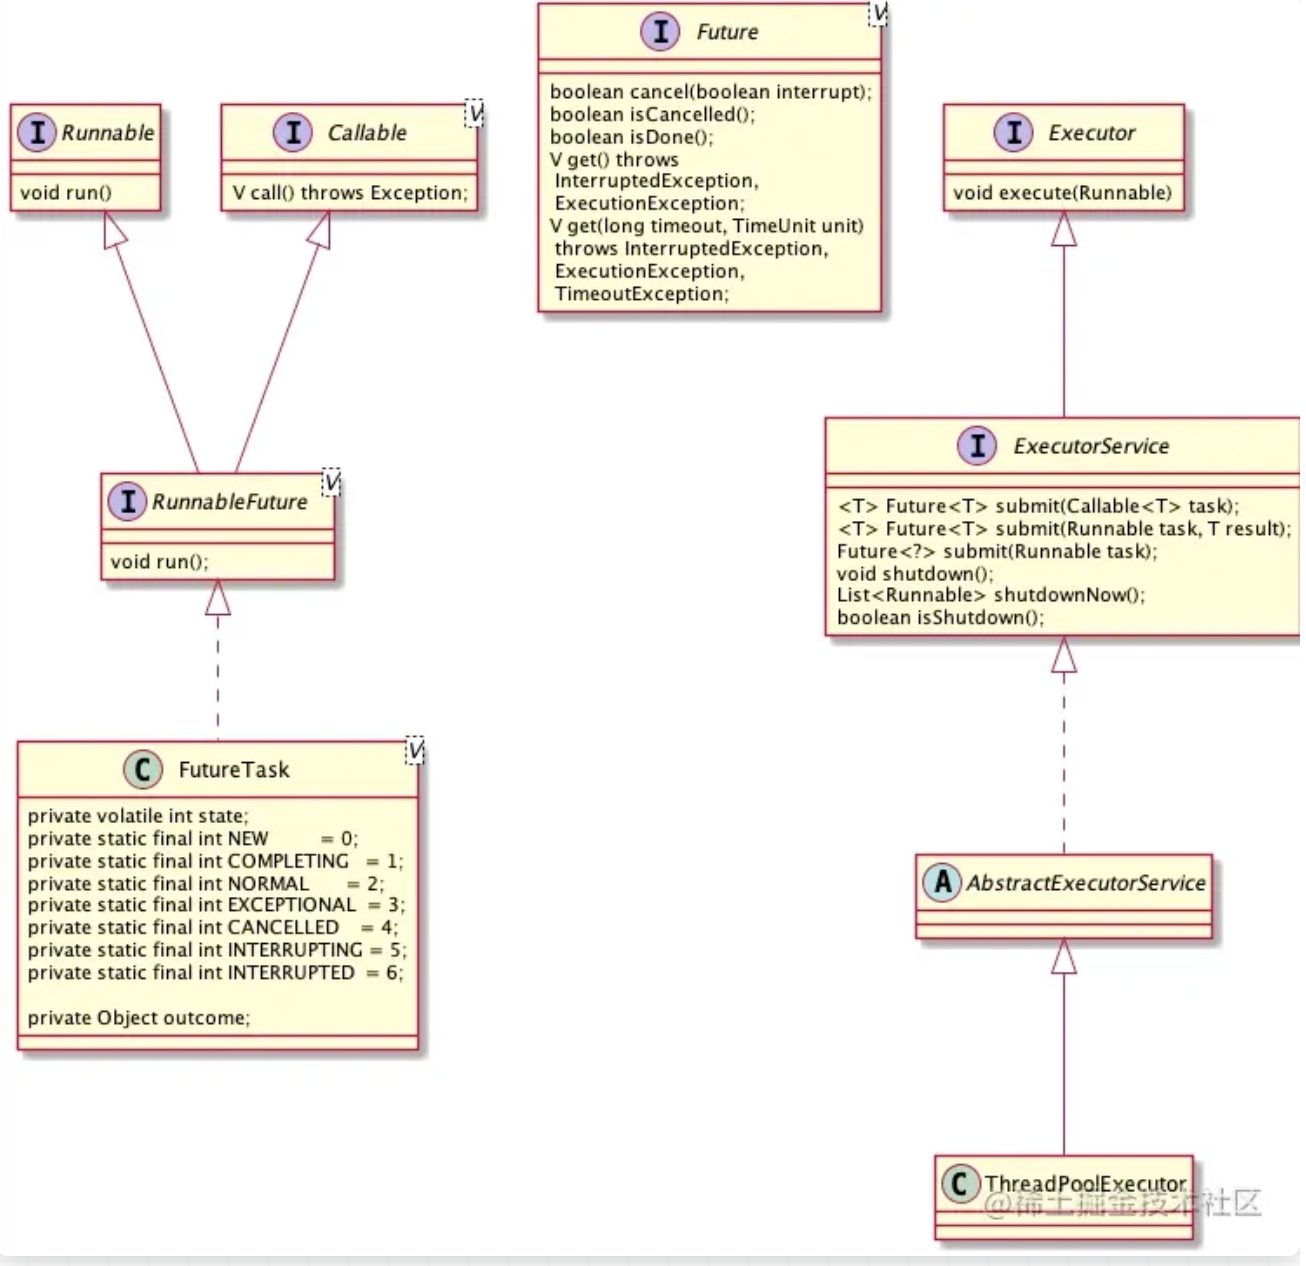 I Runnable
void run()
I Callable
V
V call() throws Exception;
I Future
V
boolean cancel(boolean interrupt);
boolean isCancelled();
boolean isDone();
V get() throws
InterruptedException,
ExecutionException;
V get(long timeout, TimeUnit unit)
throws InterruptedException,
ExecutionException,
TimeoutException;
I Executor
void execute(Runnable)
I RunnableFuture
V
void run();
I ExecutorService
<T> Future<T> submit(Callable<T> task);
<T> Future<T> submit(Runnable task, T result);
Future<?> submit(Runnable task);
void shutdown();
List<Runnable> shutdownNow();
boolean isShutdown();
C FutureTask
V
private volatile int state;
private static final int NEW = 0;
private static final int COMPLETING = 1;
private static final int NORMAL = 2;
private static final int EXCEPTIONAL = 3;
private static final int CANCELLED = 4;
private static final int INTERRUPTING = 5;
private static final int INTERRUPTED = 6;
private Object outcome;
A AbstractExecutorService
C ThreadPoolExecutor
@稀土掘金技术社区